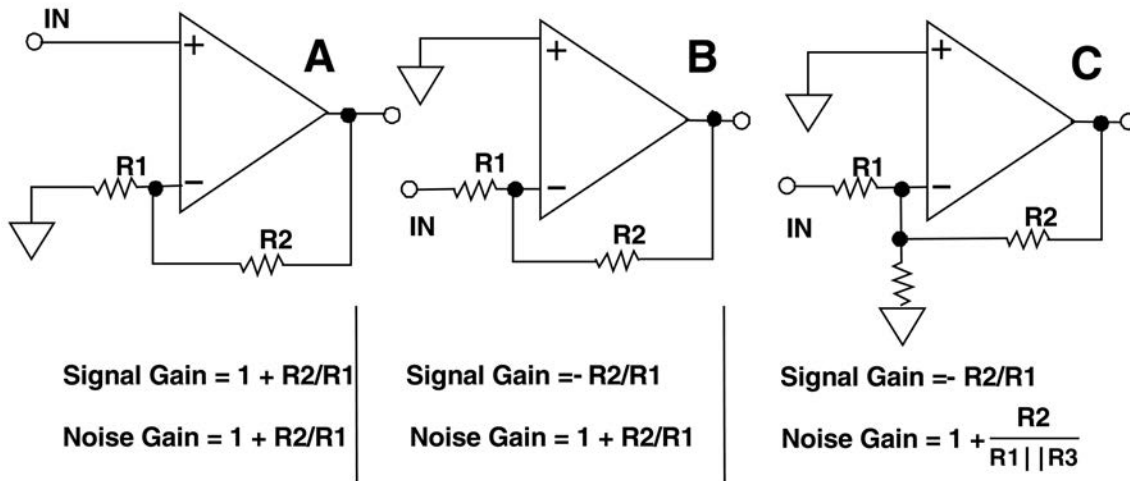 IN
+
A
R1
−
R2
Signal Gain = 1 + R2/R1
Noise Gain = 1 + R2/R1
+
B
R1
−
IN
R2
Signal Gain =- R2/R1
Noise Gain = 1 + R2/R1
+
C
R1
−
IN
R2
Signal Gain =- R2/R1
Noise Gain = 1 + R2
R1||R3